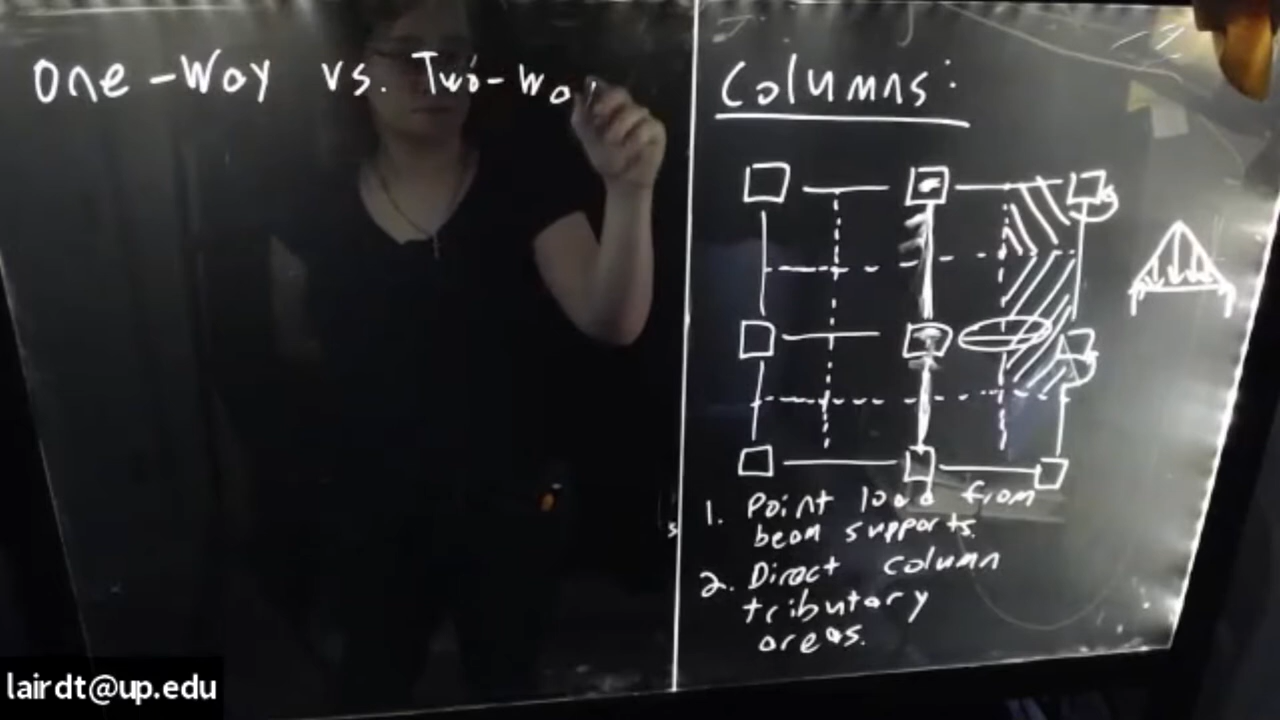 One-Way vs. Two-Wa
Columns:
1. Point load from
beam supports.
2. Direct column
tributary
areas.
s
lairdt@up.edu